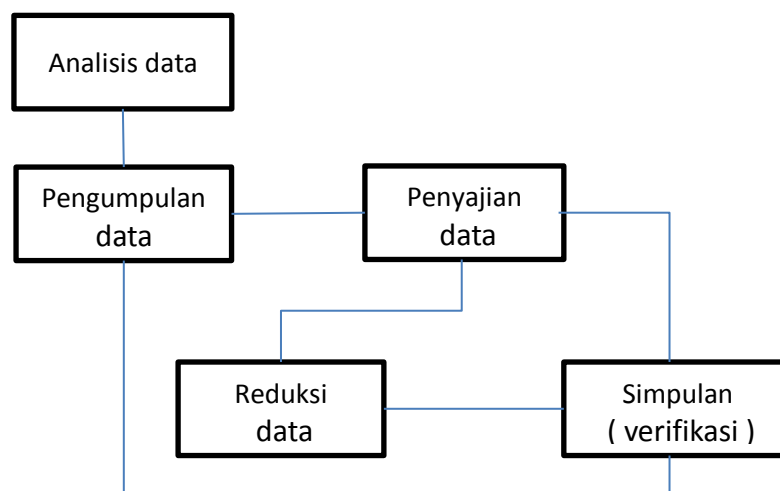 Analisis data
Pengumpulan
data
Penyajian
data
Reduksi
data
Simpulan
( verifikasi )